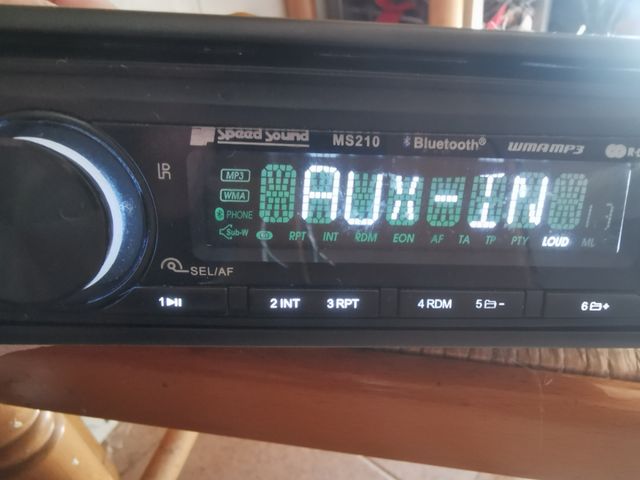 Speed Sound MS210 Bluetooth® WMAMP3
MP3
WMA
AUX-IN
PHONE
Sub-W RPT INT RDM EON AF TA TP PTY LOUD ML
SEL/AF
1 2 INT 3 RPT 4 RDM 5 - 6 +